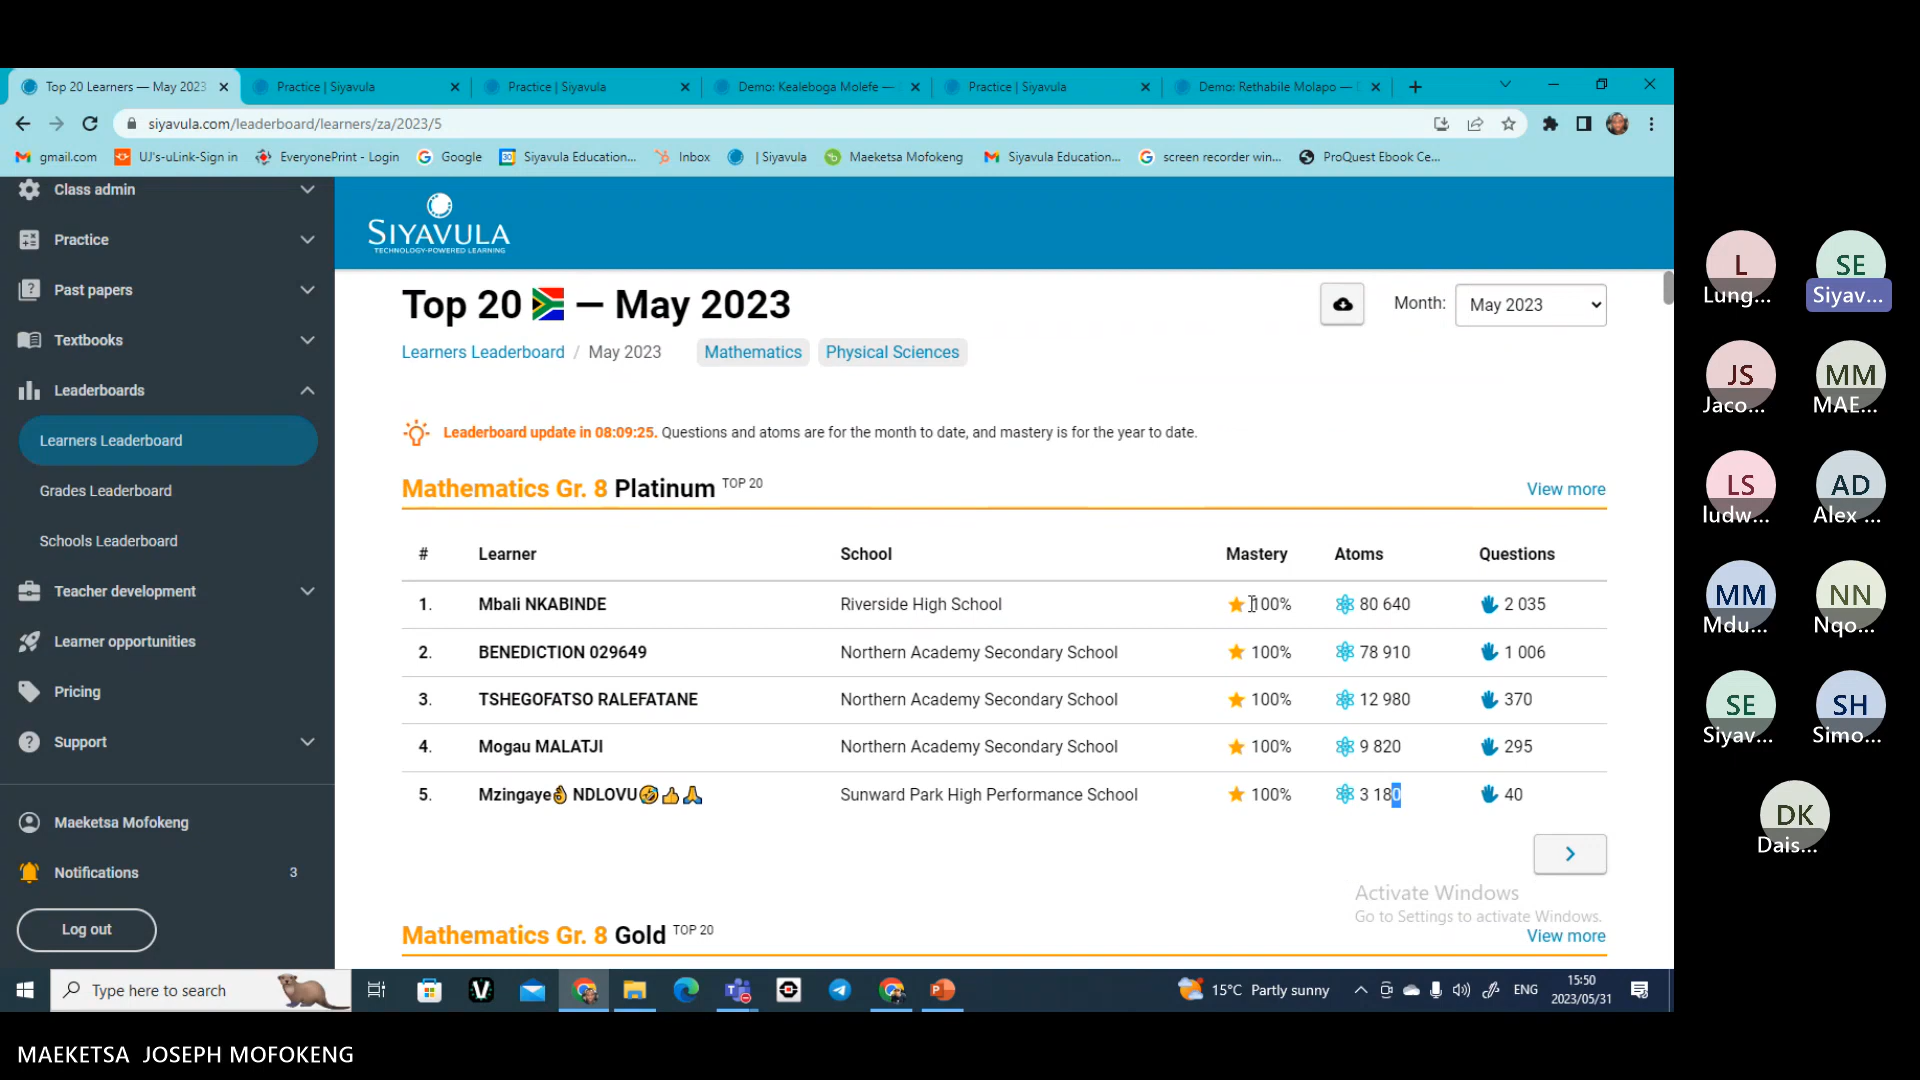 Top 20 Learners — May 2023
Practice | Siyavula
Practice | Siyavula
Demo: Kealeboga Molefe —
Practice | Siyavula
Demo: Rethabile Molapo —
siyavula.com/leaderboard/learners/za/2023/5
gmail.com
UJ's-uLink-Sign in
EveryonePrint - Login
Google
Siyavula Education...
Inbox
| Siyavula
Maeketsa Mofokeng
Siyavula Education...
screen recorder win...
ProQuest Ebook Ce...
Class admin
Practice
Past papers
Textbooks
Leaderboards
Learners Leaderboard
Grades Leaderboard
Schools Leaderboard
Teacher development
Learner opportunities
Pricing
Support
Maeketsa Mofokeng
Notifications 3
Log out
SIYAVULA
TECHNOLOGY-POWERED LEARNING
Top 20 🇿🇦 — May 2023
Month: May 2023
Learners Leaderboard / May 2023 Mathematics Physical Sciences
Leaderboard update in 08:09:25. Questions and atoms are for the month to date, and mastery is for the year to date.
Mathematics Gr. 8 Platinum TOP 20 View more
# Learner School Mastery Atoms Questions
1. Mbali NKABINDE Riverside High School 100% 80 640 2 035
2. BENEDICTION 029649 Northern Academy Secondary School 100% 78 910 1 006
3. TSHEGOFATSO RALEFATANE Northern Academy Secondary School 100% 12 980 370
4. Mogau MALATJI Northern Academy Secondary School 100% 9 820 295
5. Mzingaye👌 NDLOVU🤣👍🙏 Sunward Park High Performance School 100% 3 180 40
Activate Windows
Go to Settings to activate Windows.
Mathematics Gr. 8 Gold TOP 20 View more
Type here to search
15°C Partly sunny
ENG
15:50
2023/05/31
L
Lung...
SE
Siyav...
JS
Jaco...
MM
MAE...
LS
ludw...
AD
Alex ...
MM
Mdu...
NN
Nqo...
SE
Siyav...
SH
Simo...
DK
Dais...
MAEKETSA JOSEPH MOFOKENG